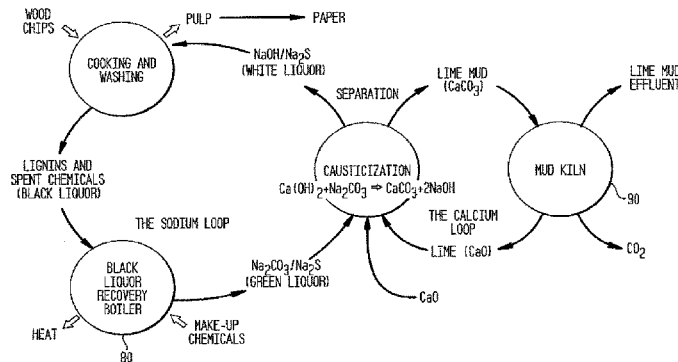 WOOD
CHIPS
PULP
PAPER
COOKING AND
WASHING
NaOH/Na2S
(WHITE LIQUOR)
SEPARATION
LIME MUD
(CaCO3)
LIME MUD
EFFLUENT
LIGNINS AND
SPENT CHEMICALS
(BLACK LIQUOR)
CAUSTICIZATION
Ca(OH)2+Na2CO3 ⇒ CaCO3+2NaOH
MUD KILN
90
THE SODIUM LOOP
THE CALCIUM
LOOP
LIME (CaO)
CO2
BLACK
LIQUOR
RECOVERY
BOILER
Na2CO3/Na2S
(GREEN LIQUOR)
CaO
HEAT
MAKE-UP
CHEMICALS
80